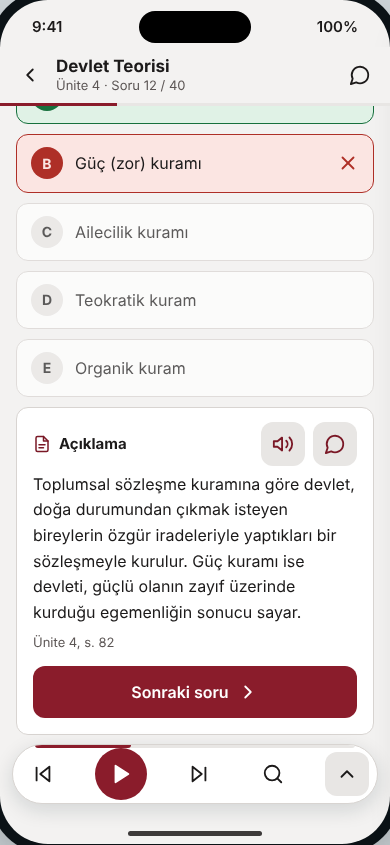 9:41
100%
Devlet Teorisi
Ünite 4 · Soru 12 / 40
B
Güç (zor) kuramı
C
Ailecilik kuramı
D
Teokratik kuram
E
Organik kuram
Açıklama
Toplumsal sözleşme kuramına göre devlet,
doğa durumundan çıkmak isteyen
bireylerin özgür iradeleriyle yaptıkları bir
sözleşmeyle kurulur. Güç kuramı ise
devleti, güçlü olanın zayıf üzerinde
kurduğu egemenliğin sonucu sayar.
Ünite 4, s. 82
Sonraki soru